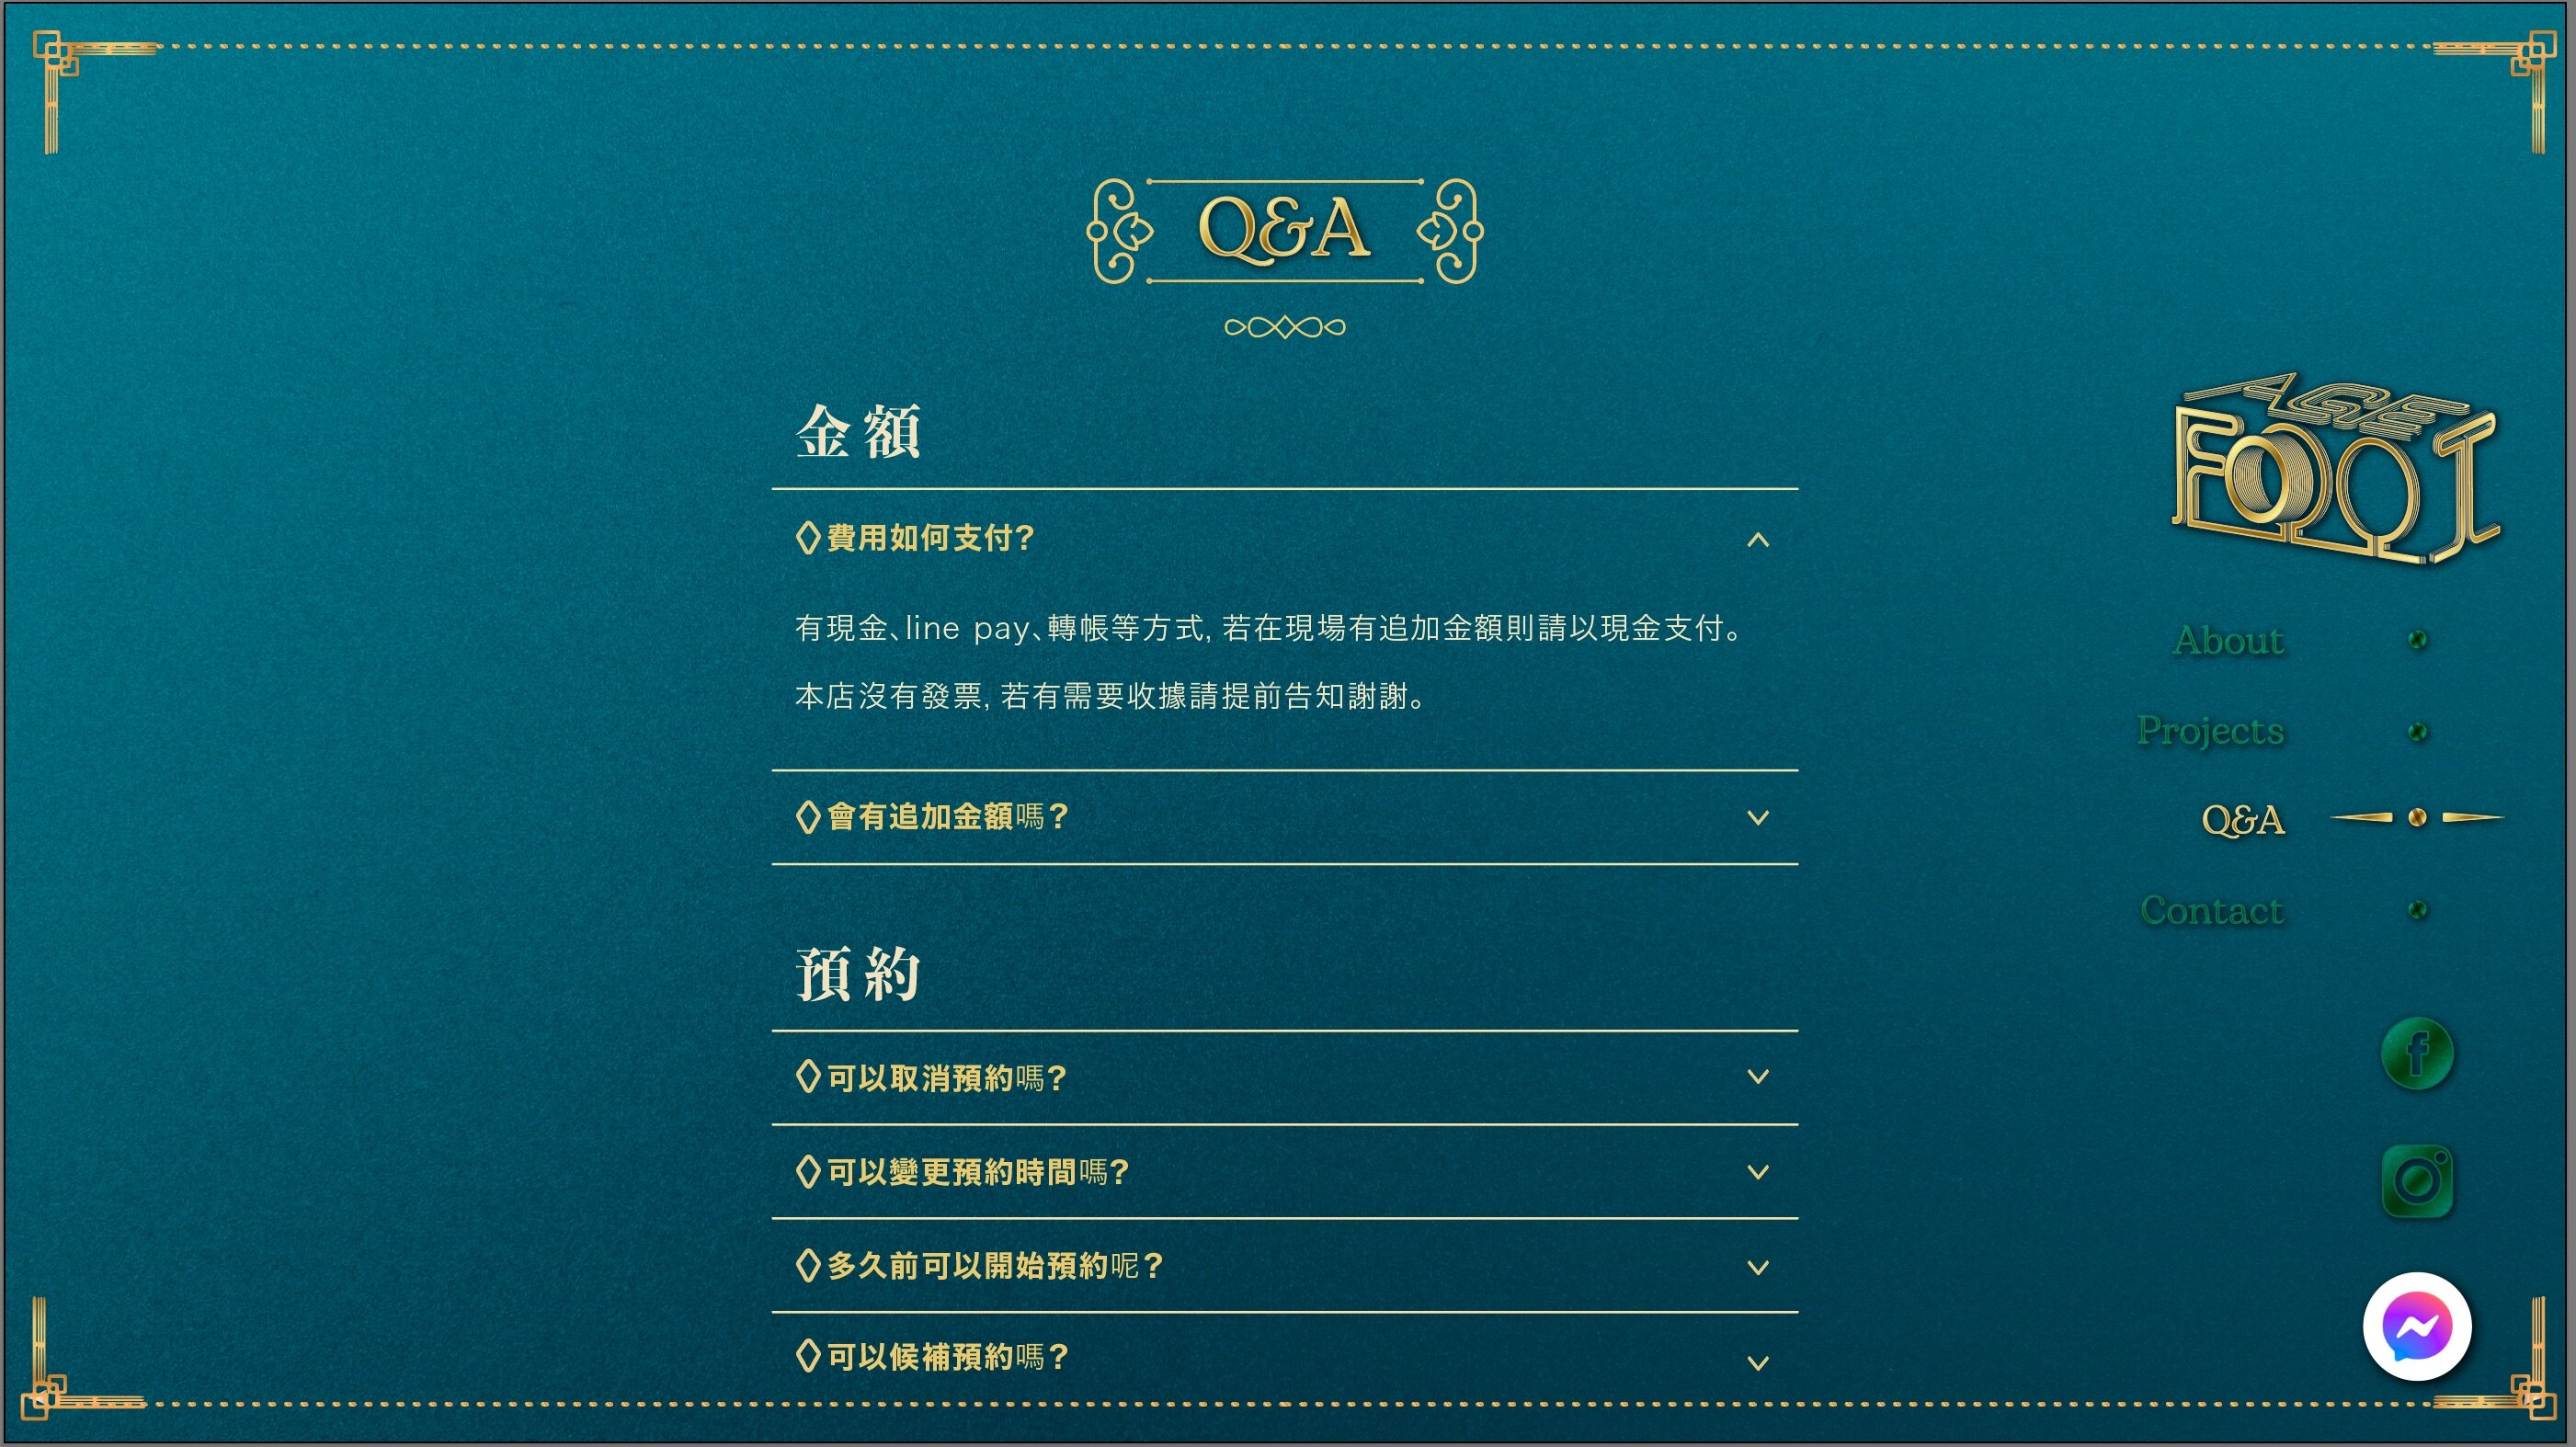 Q&A
金額
費用如何支付?
有現金、line pay、轉帳等方式, 若在現場有追加金額則請以現金支付。
本店沒有發票, 若有需要收據請提前告知謝謝。
會有追加金額嗎?
預約
可以取消預約嗎?
可以變更預約時間嗎?
多久前可以開始預約呢?
可以候補預約嗎?
AGE
FOOT
About
Projects
Q&A
Contact